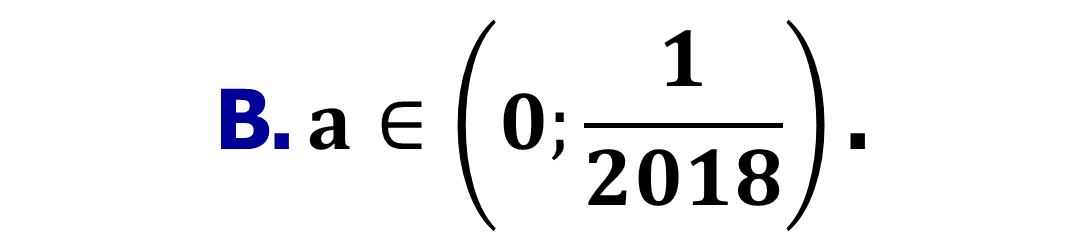 B. a ∈ (0; 1/2018).